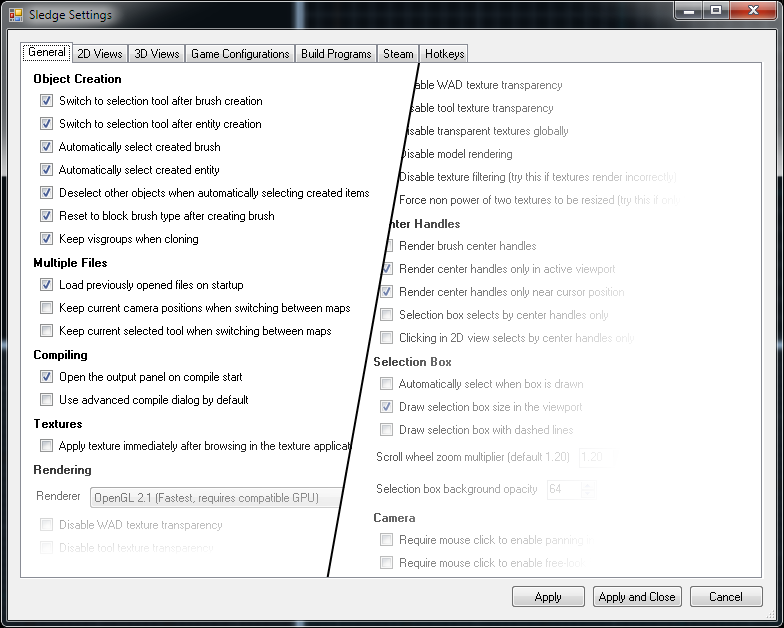 Sledge Settings
General
2D Views
3D Views
Game Configurations
Build Programs
Steam
Hotkeys
Object Creation
Switch to selection tool after brush creation
Switch to selection tool after entity creation
Automatically select created brush
Automatically select created entity
Deselect other objects when automatically selecting created items
Reset to block brush type after creating brush
Keep visgroups when cloning
Multiple Files
Load previously opened files on startup
Keep current camera positions when switching between maps
Keep current selected tool when switching between maps
Compiling
Open the output panel on compile start
Use advanced compile dialog by default
Textures
Apply texture immediately after browsing in the texture applicat
Rendering
Renderer
OpenGL 2.1 (Fastest, requires compatible GPU)
Disable WAD texture transparency
Disable tool texture transparency
able WAD texture transparency
sable tool texture transparency
isable transparent textures globally
Disable model rendering
Disable texture filtering (try this if textures render incorrectly)
Force non power of two textures to be resized (try this if onl
nter Handles
Render brush center handles
Render center handles only in active viewport
Render center handles only near cursor position
Selection box selects by center handles only
Clicking in 2D view selects by center handles only
Selection Box
Automatically select when box is drawn
Draw selection box size in the viewport
Draw selection box with dashed lines
Scroll wheel zoom multiplier (default 1.20)
1.20
Selection box background opacity
64
Camera
Require mouse click to enable panning
Require mouse click to enable free-loo
Apply
Apply and Close
Cancel